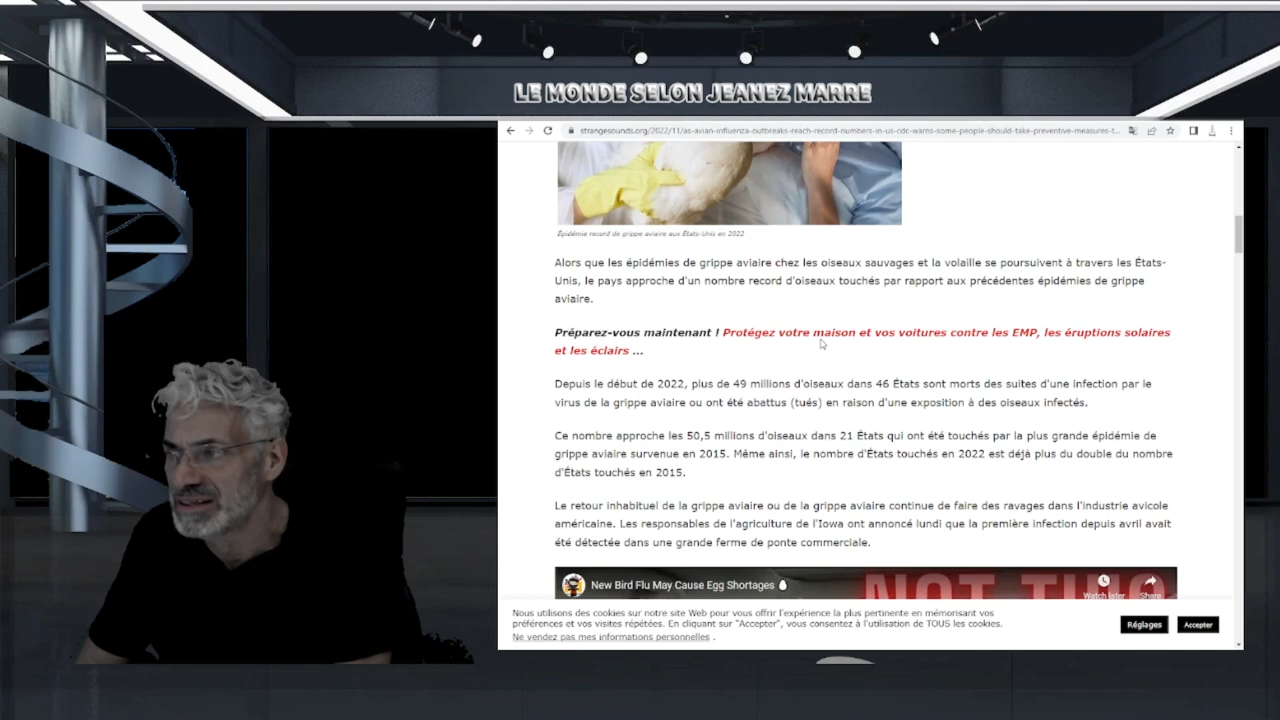 LE MONDE SELON JEANEZ MARRE
strangesounds.org/2022/11/as-avian-influenza-outbreaks-reach-record-numbers-in-us-cdc-warns-some-people-should-take-preventive-measures-t...
Épidémie record de grippe aviaire aux États-Unis en 2022
Alors que les épidémies de grippe aviaire chez les oiseaux sauvages et la volaille se poursuivent à travers les États-
Unis, le pays approche d'un nombre record d'oiseaux touchés par rapport aux précédentes épidémies de grippe
aviaire.
Préparez-vous maintenant ! Protégez votre maison et vos voitures contre les EMP, les éruptions solaires
et les éclairs ...
Depuis le début de 2022, plus de 49 millions d'oiseaux dans 46 États sont morts des suites d'une infection par le
virus de la grippe aviaire ou ont été abattus (tués) en raison d'une exposition à des oiseaux infectés.
Ce nombre approche les 50,5 millions d'oiseaux dans 21 États qui ont été touchés par la plus grande épidémie de
grippe aviaire survenue en 2015. Même ainsi, le nombre d'États touchés en 2022 est déjà plus du double du nombre
d'États touchés en 2015.
Le retour inhabituel de la grippe aviaire ou de la grippe aviaire continue de faire des ravages dans l'industrie avicole
américaine. Les responsables de l'agriculture de l'Iowa ont annoncé lundi que la première infection depuis avril avait
été détectée dans une grande ferme de ponte commerciale.
New Bird Flu May Cause Egg Shortages
NOT THIS
Watch later
Share
Nous utilisons des cookies sur notre site Web pour vous offrir l'expérience la plus pertinente en mémorisant vos
préférences et vos visites répétées. En cliquant sur "Accepter", vous consentez à l'utilisation de TOUS les cookies.
Ne vendez pas mes informations personnelles .
Réglages
Accepter